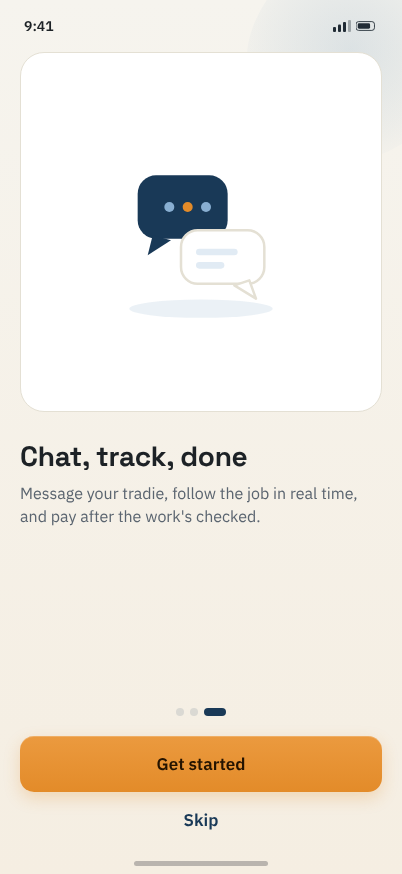 9:41
Chat, track, done
Message your tradie, follow the job in real time,
and pay after the work's checked.
Get started
Skip